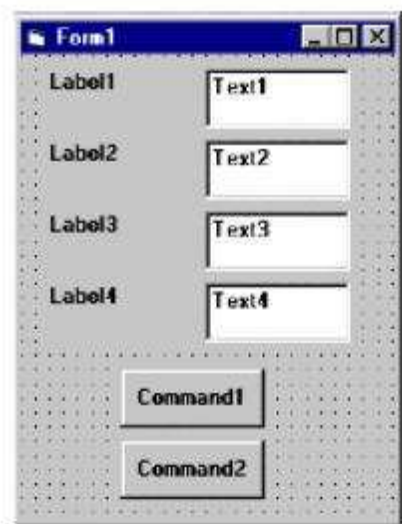 Form1
Label1 Text1
Label2 Text2
Label3 Text3
Label4 Text4
Command1
Command2